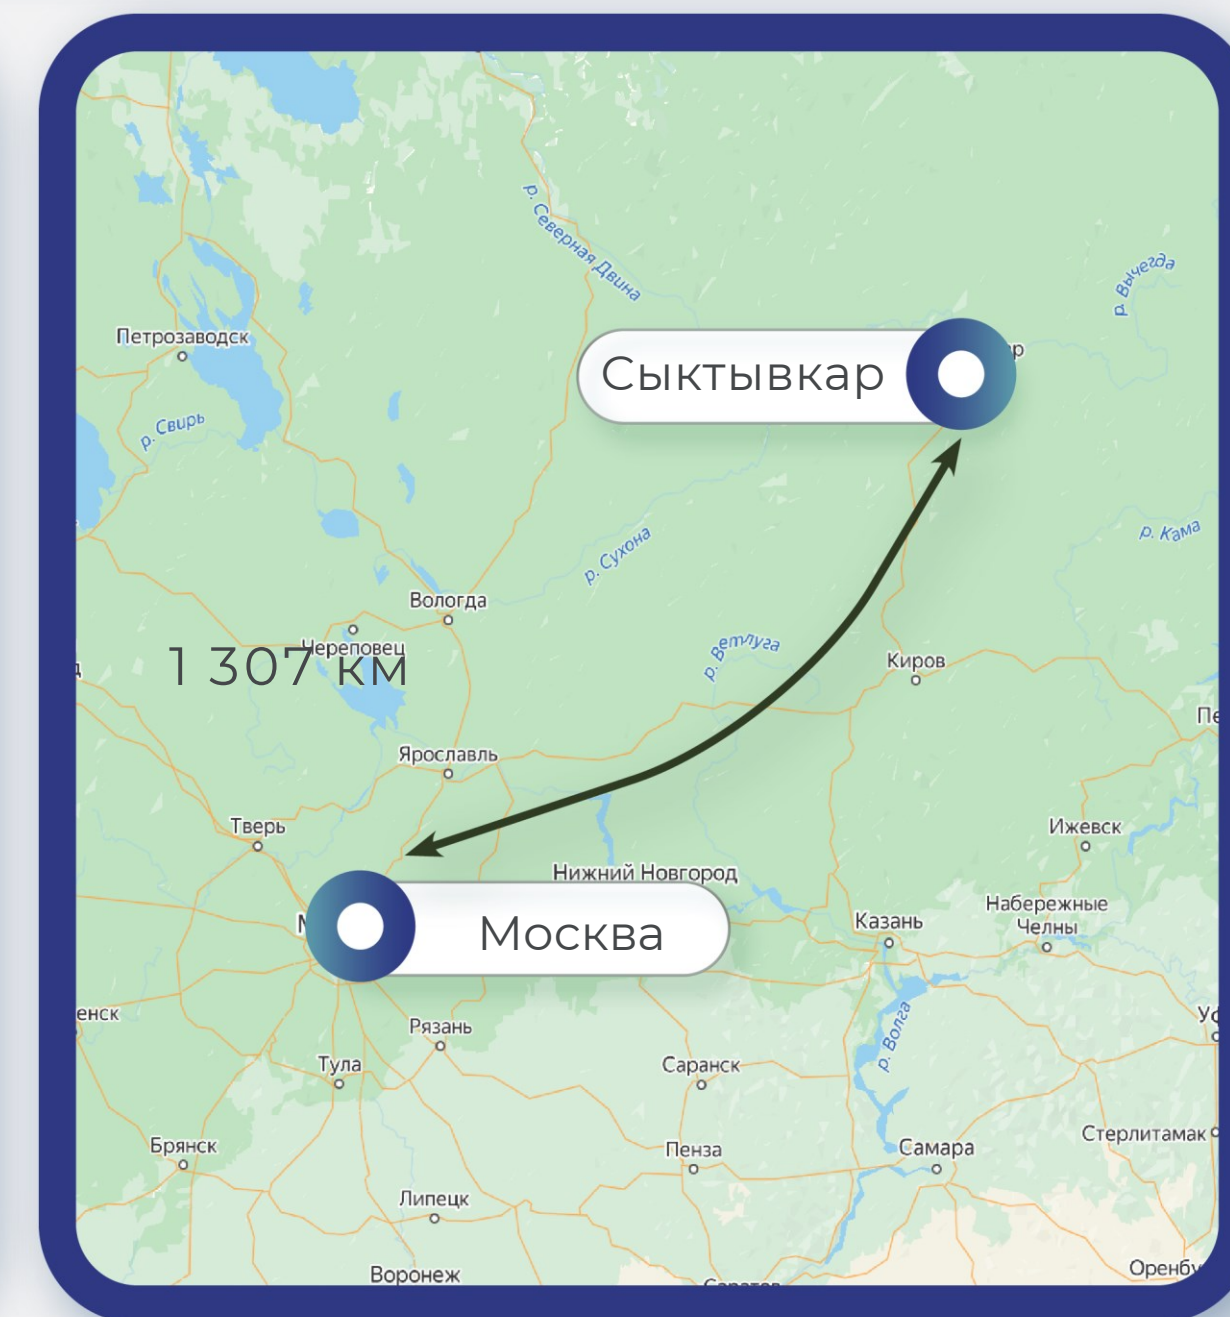 р. Северная Двина
р. Вычегда
Петрозаводск
Сыктывкар
р. Свирь
р. Кама
р. Сухона
Вологда
р. Ветлуга
Череповец
1 307 км
Киров
Ярославль
Тверь
Ижевск
Нижний Новгород
Набережные
Челны
Казань
Москва
р. Волга
Рязань
Тула
Саранск
Стерлитамак
Брянск
Пенза
Самара
Липецк
Воронеж